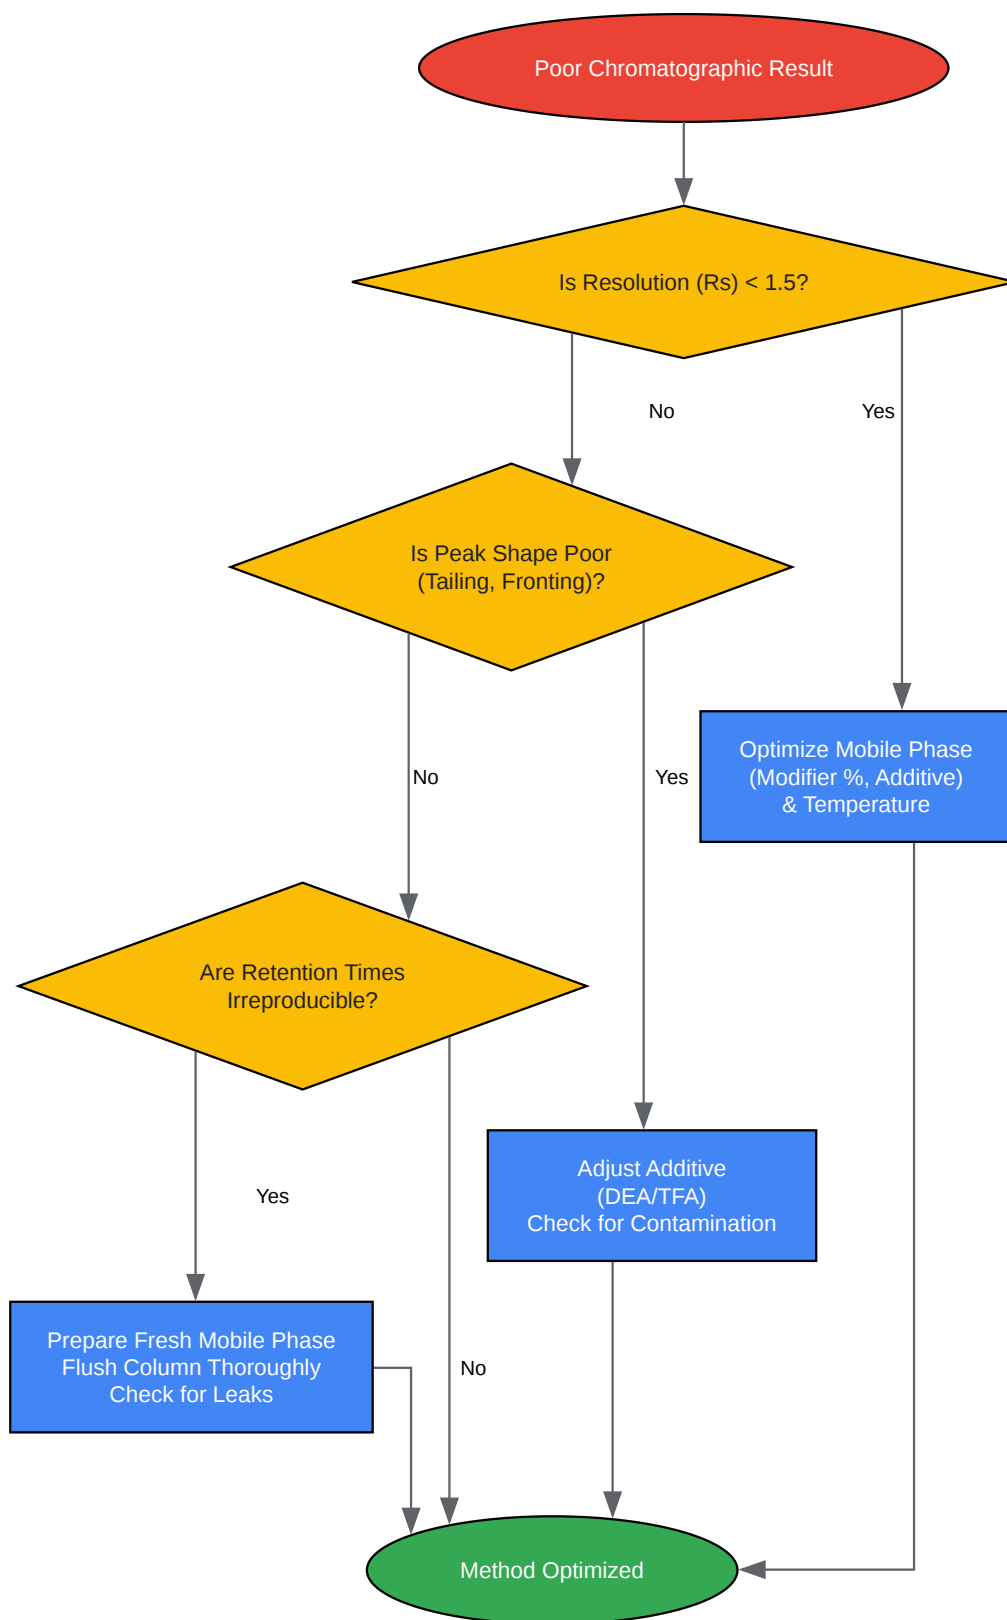 Poor Chromatographic Result
Is Resolution (Rs) < 1.5?
No
Yes
Is Peak Shape Poor
(Tailing, Fronting)?
Optimize Mobile Phase
(Modifier %, Additive)
& Temperature
No
Yes
Are Retention Times
Irreproducible?
Adjust Additive
(DEA/TFA)
Check for Contamination
Yes
Prepare Fresh Mobile Phase
Flush Column Thoroughly
Check for Leaks
No
Method Optimized